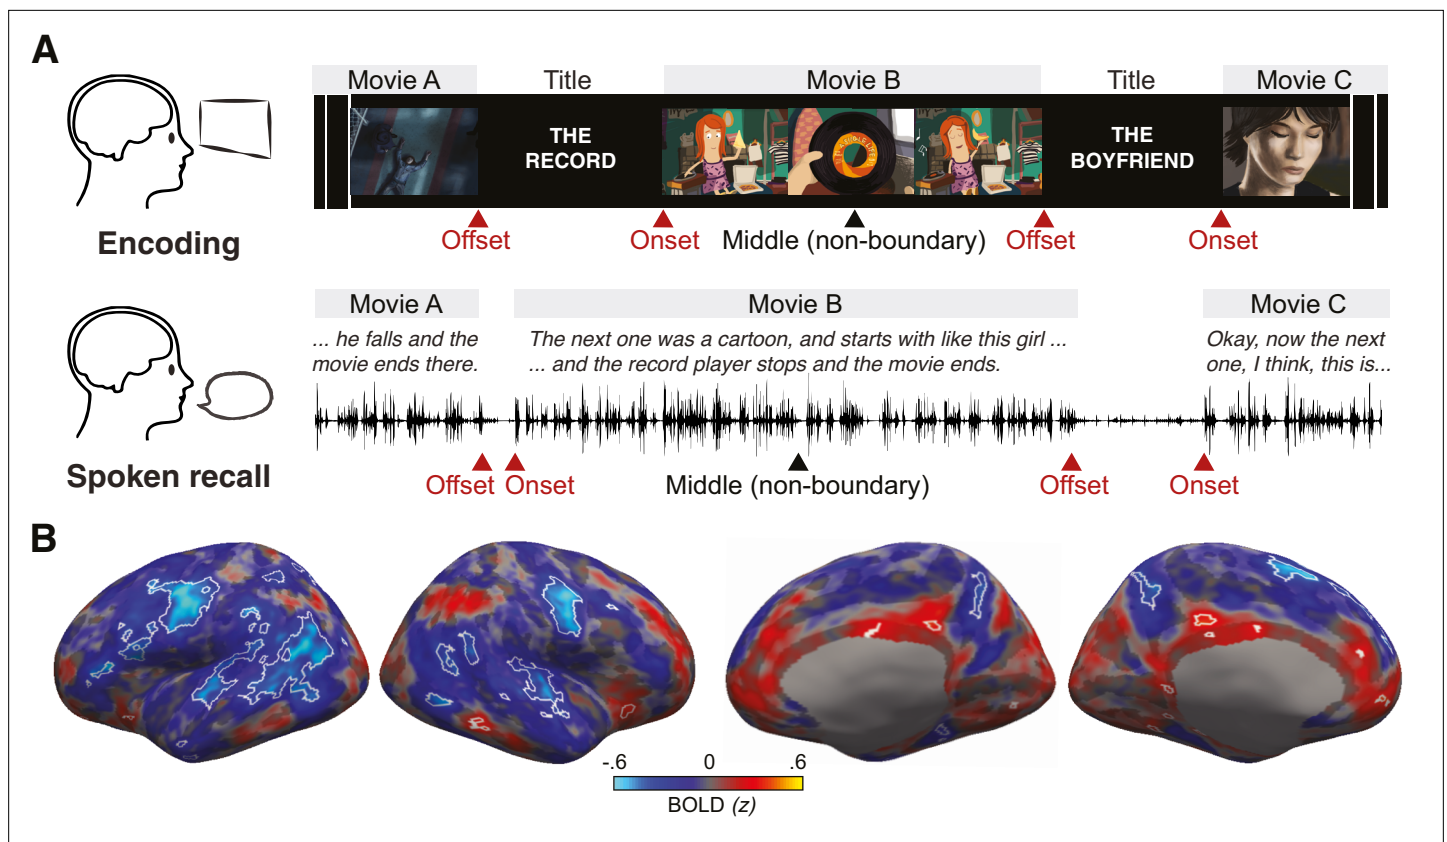 A
Movie A Title Movie B Title Movie C
THE
RECORD
THE
BOYFRIEND
Encoding
Offset Onset Middle (non-boundary) Offset Onset
Movie A Movie B Movie C
... he falls and the
movie ends there.
The next one was a cartoon, and starts with like this girl ...
... and the record player stops and the movie ends.
Okay, now the next
one, I think, this is...
Spoken recall
Offset Onset Middle (non-boundary) Offset Onset
B
-.6 0 .6
BOLD (z)